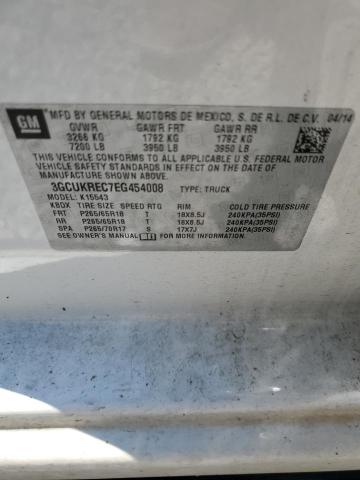 GM
MFD BY GENERAL MOTORS DE MEXICO, S. DE R.L. DE C.V. 04/14
GVWR GAWR FRT GAWR RR
3266 KG 1792 KG 1792 KG
7200 LB 3950 LB 3950 LB
THIS VEHICLE CONFORMS TO ALL APPLICABLE U.S. FEDERAL MOTOR
VEHICLE SAFETY STANDARDS IN EFFECT ON THE DATE OF
MANUFACTURE SHOWN ABOVE.
3GCUKREC7EG454008 TYPE: TRUCK
MODEL: K15543
KBDX TIRE SIZE SPEED RTG RIM COLD TIRE PRESSURE
FRT P265/65R18 T 18X8.5J 240KPA(35PSI)
RR P265/65R18 T 18X8.5J 240KPA(35PSI)
SPA P265/70R17 S 17X7J 240KPA(35PSI)
SEE OWNER'S MANUAL FOR MORE INFORMATION.